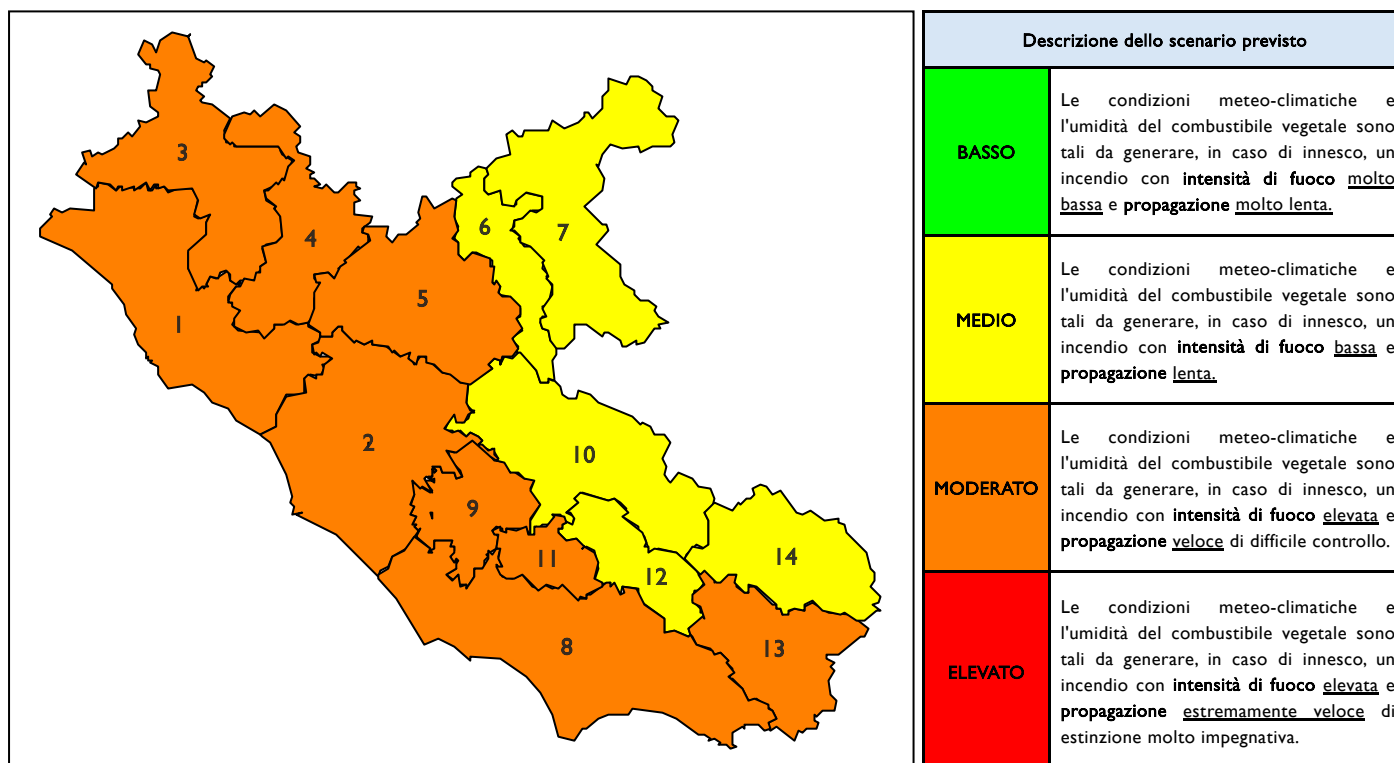 3
4
6
7
5
1
2
10
9
11
12
14
8
13
Descrizione dello scenario previsto
BASSO
Le condizioni meteo-climatiche e
l'umidità del combustibile vegetale sono
tali da generare, in caso di innesco, un
incendio con intensità di fuoco molto
bassa e propagazione molto lenta.
MEDIO
Le condizioni meteo-climatiche e
l'umidità del combustibile vegetale sono
tali da generare, in caso di innesco, un
incendio con intensità di fuoco bassa e
propagazione lenta.
MODERATO
Le condizioni meteo-climatiche e
l'umidità del combustibile vegetale sono
tali da generare, in caso di innesco, un
incendio con intensità di fuoco elevata e
propagazione veloce di difficile controllo.
ELEVATO
Le condizioni meteo-climatiche e
l'umidità del combustibile vegetale sono
tali da generare, in caso di innesco, un
incendio con intensità di fuoco elevata e
propagazione estremamente veloce di
estinzione molto impegnativa.